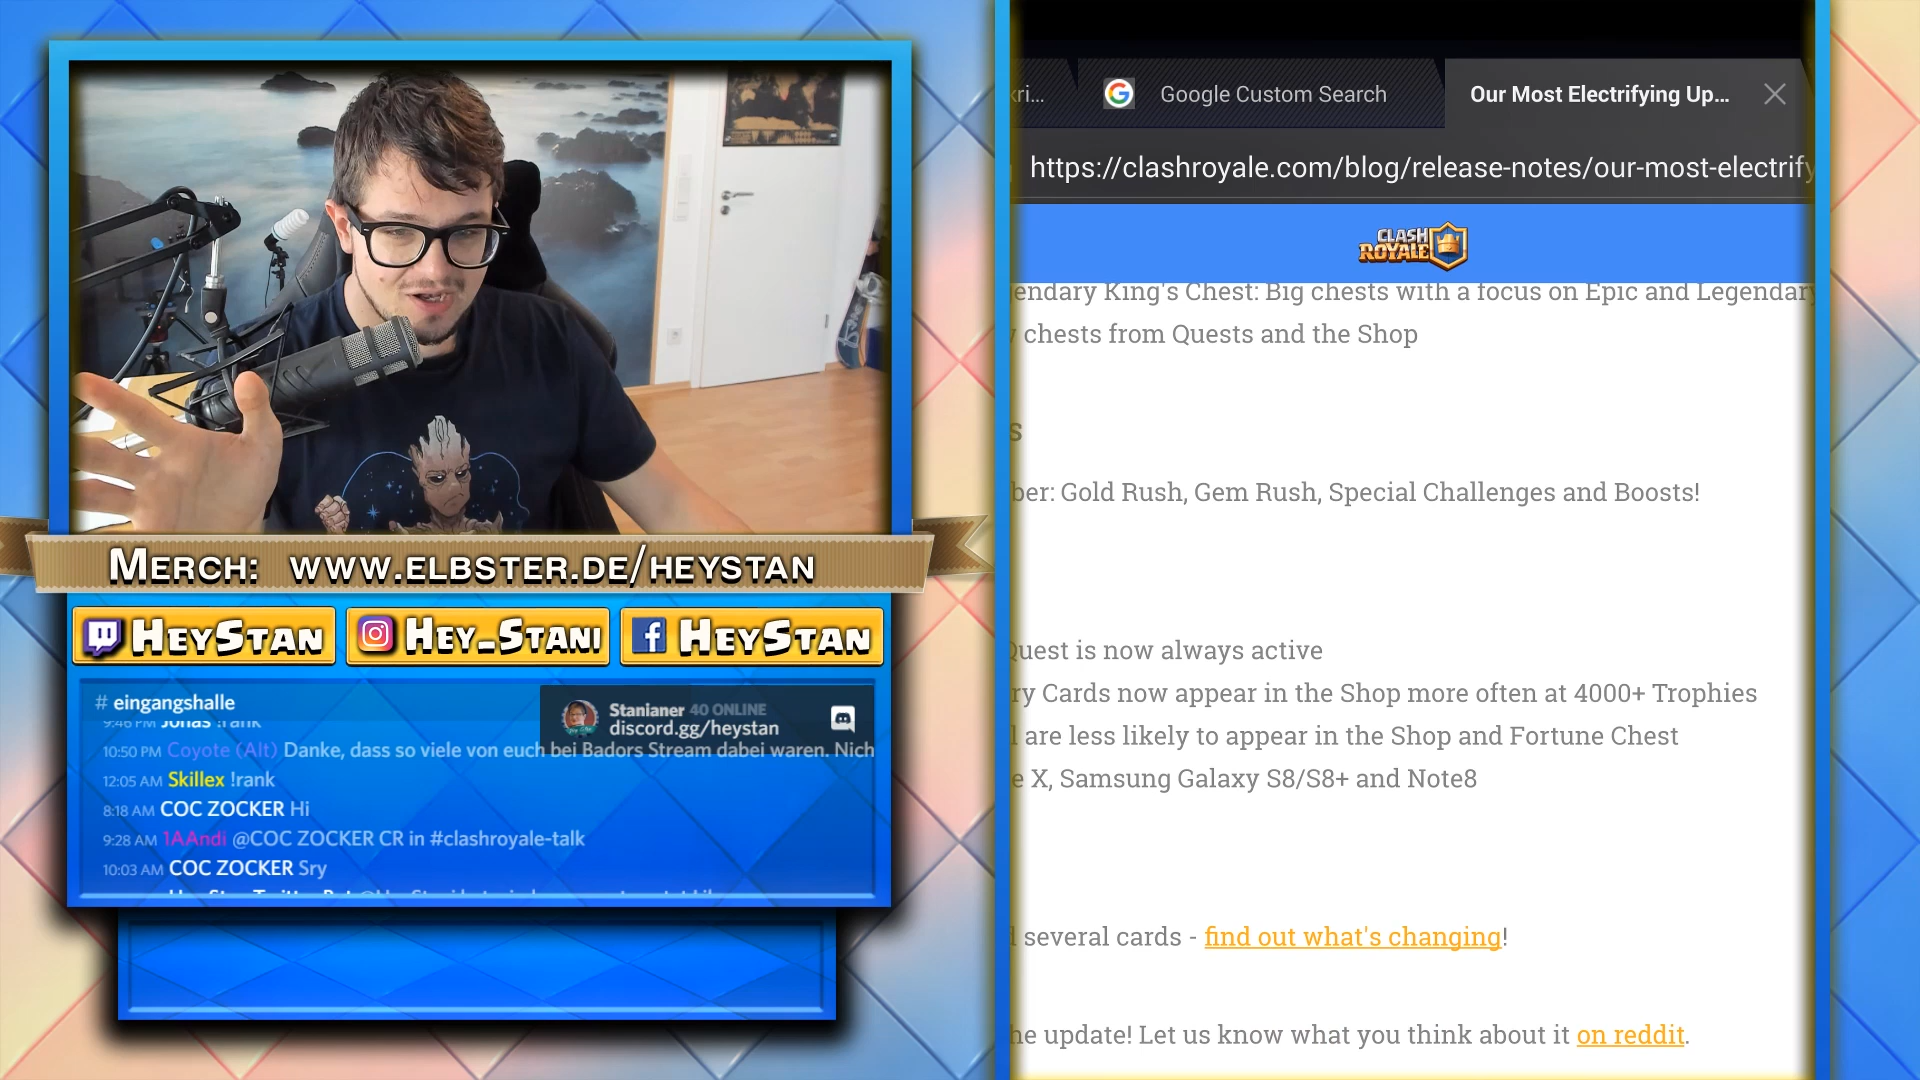 MERCH: WWW.ELBSTER.DE/HEYSTAN
HEYSTAN
HEY_STANI
HEYSTAN
# eingangshalle
9:46 PM Jonas !rank
Stanianer 40 ONLINE
discord.gg/heystan
10:50 PM Coyote (Alt) Danke, dass so viele von euch bei Badors Stream dabei waren. Nich
12:05 AM Skillex !rank
8:18 AM COC ZOCKER Hi
9:28 AM 1AAndi @COC ZOCKER CR in #clashroyale-talk
10:03 AM COC ZOCKER Sry
kri...
Google Custom Search
Our Most Electrifying Up...
https://clashroyale.com/blog/release-notes/our-most-electrify
CLASH
ROYALE
endary King's Chest: Big chests with a focus on Epic and Legendary
chests from Quests and the Shop
s
ber: Gold Rush, Gem Rush, Special Challenges and Boosts!
Quest is now always active
ry Cards now appear in the Shop more often at 4000+ Trophies
l are less likely to appear in the Shop and Fortune Chest
e X, Samsung Galaxy S8/S8+ and Note8
several cards - find out what's changing!
he update! Let us know what you think about it on reddit.